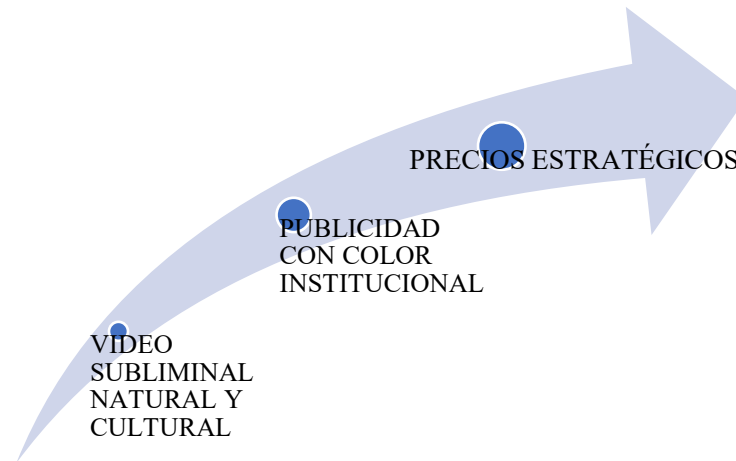 PRECIOS ESTRATÉGICOS
PUBLICIDAD
CON COLOR
INSTITUCIONAL
VIDEO
SUBLIMINAL
NATURAL Y
CULTURAL